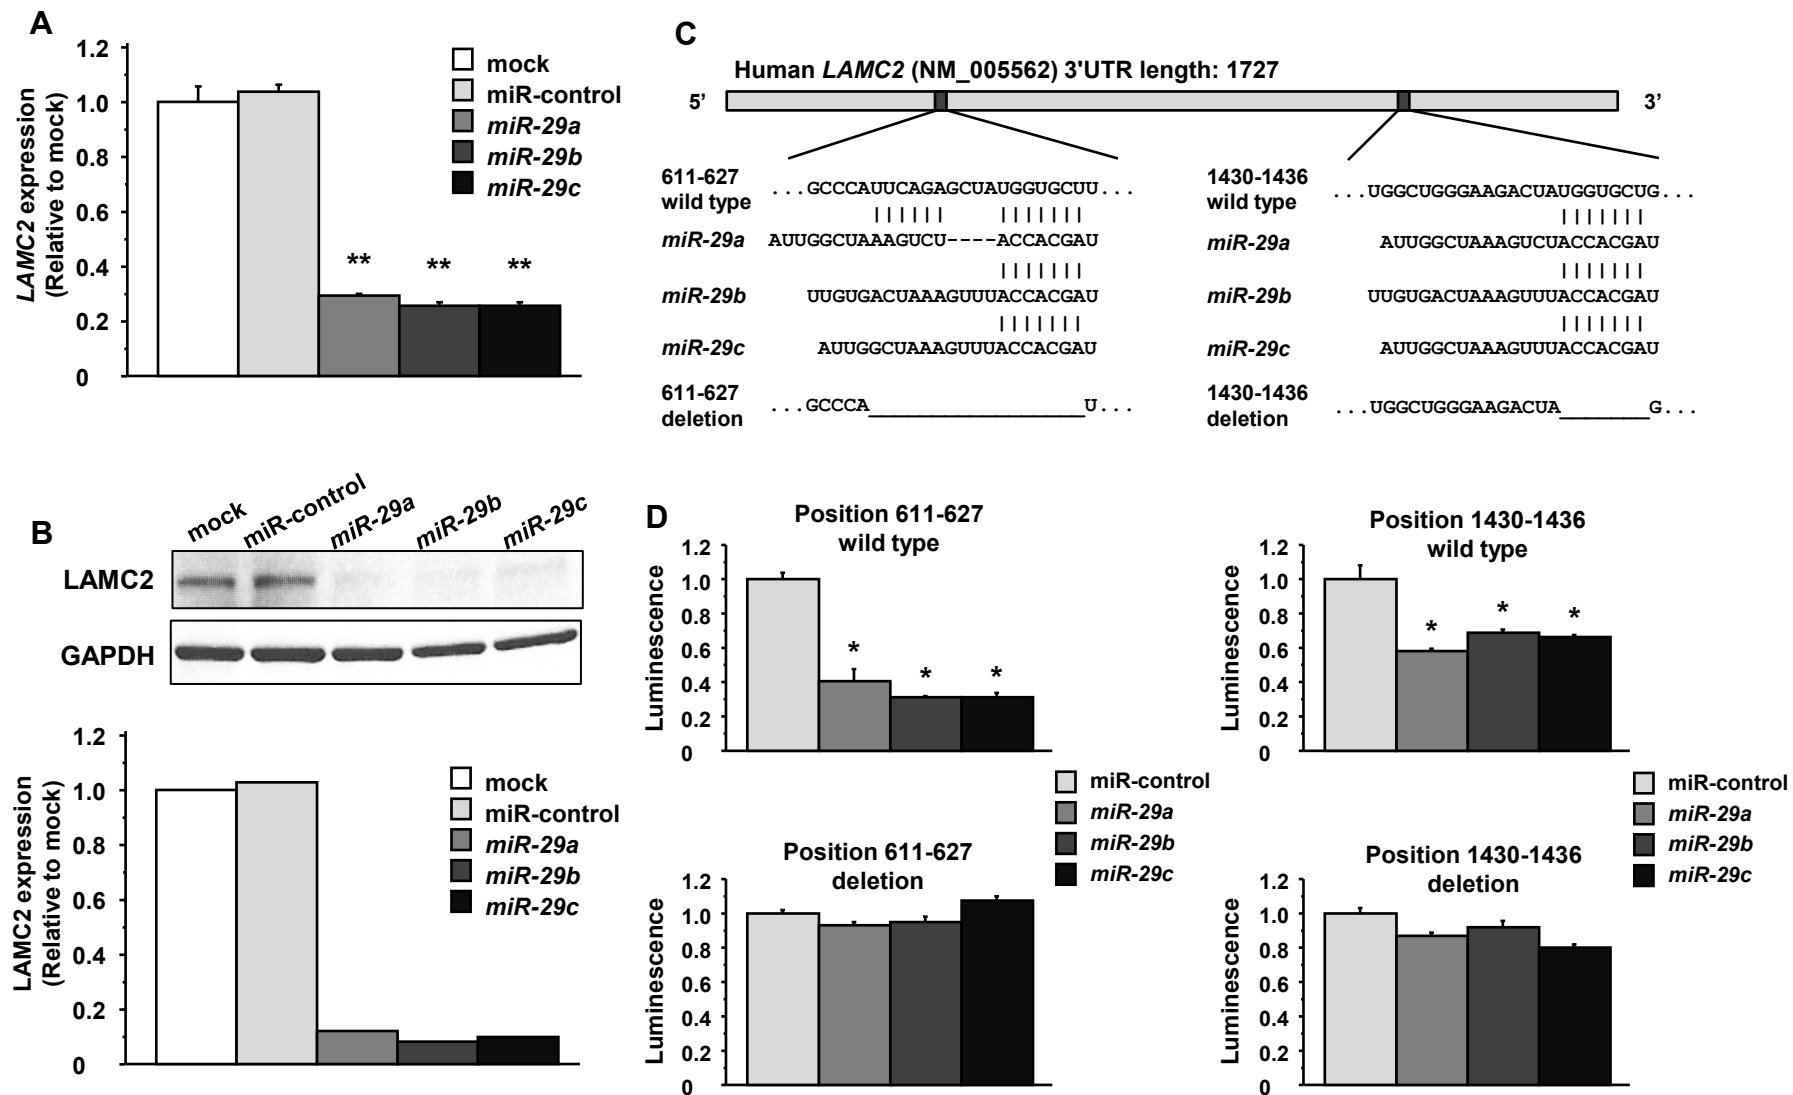 A
1.2
1.0
0.8
0.6
0.4
0.2
0
LAMC2 expression
(Relative to mock)
mock
miR-control
miR-29a
miR-29b
miR-29c
** ** **
C
Human LAMC2 (NM_005562) 3'UTR length: 1727
5’
3’
611-627
wild type
...GCCCAUUCAGAGCUAUGGUGCUU...
miR-29a
AUUGGCUAAAGUCU----ACCACGAU
miR-29b
UUGUGACUAAAGUUUACCACGAU
miR-29c
AUUGGCUAAAGUUUACCACGAU
611-627
deletion
...GCCCA_________________U...
1430-1436
wild type
...UGGCUGGGAAGACUAUGGUGCUG...
miR-29a
AUUGGCUAAAGUCUACCACGAU
miR-29b
UUGUGACUAAAGUUUACCACGAU
miR-29c
AUUGGCUAAAGUUUACCACGAU
1430-1436
deletion
...UGGCUGGGAAGACUA_______G...
B
mock
miR-control
miR-29a
miR-29b
miR-29c
LAMC2
GAPDH
1.2
1.0
0.8
0.6
0.4
0.2
0
LAMC2 expression
(Relative to mock)
mock
miR-control
miR-29a
miR-29b
miR-29c
D
Position 611-627
wild type
1.2
1.0
0.8
0.6
0.4
0.2
0
Luminescence
* * *
Position 1430-1436
wild type
1.2
1.0
0.8
0.6
0.4
0.2
0
Luminescence
* * *
miR-control
miR-29a
miR-29b
miR-29c
miR-control
miR-29a
miR-29b
miR-29c
Position 611-627
deletion
1.2
1.0
0.8
0.6
0.4
0.2
0
Luminescence
Position 1430-1436
deletion
1.2
1.0
0.8
0.6
0.4
0.2
0
Luminescence